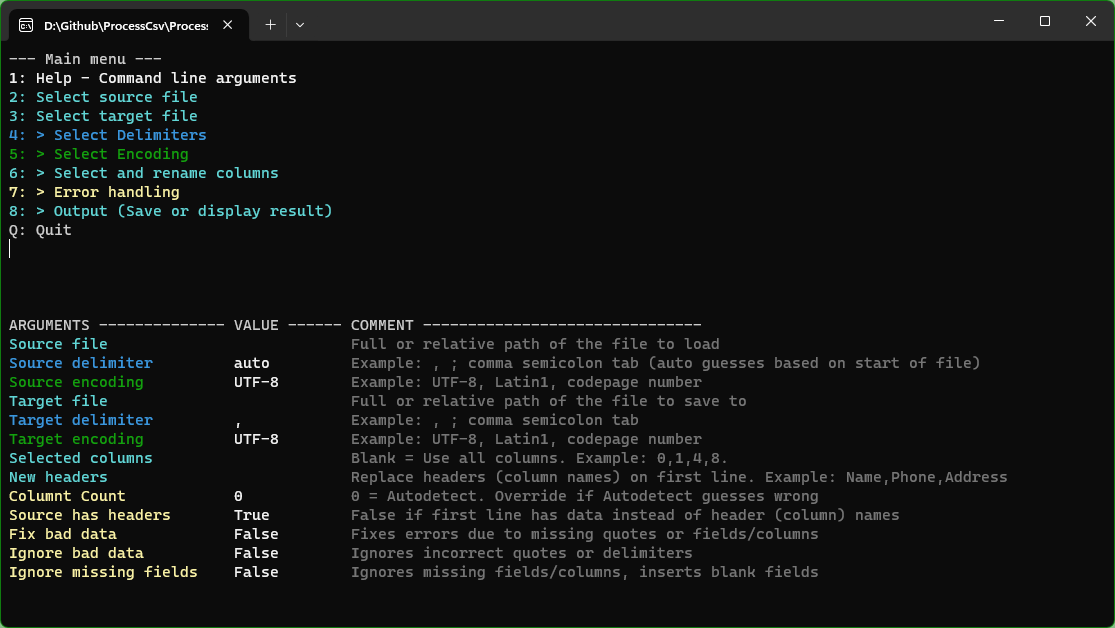 D:\Github\ProcessCsv\Process
--- Main menu ---
1: Help - Command line arguments
2: Select source file
3: Select target file
4: > Select Delimiters
5: > Select Encoding
6: > Select and rename columns
7: > Error handling
8: > Output (Save or display result)
Q: Quit
ARGUMENTS -------------- VALUE ------ COMMENT -------------------------------
Source file Full or relative path of the file to load
Source delimiter auto Example: , ; comma semicolon tab (auto guesses based on start of file)
Source encoding UTF-8 Example: UTF-8, Latin1, codepage number
Target file Full or relative path of the file to save to
Target delimiter , Example: , ; comma semicolon tab
Target encoding UTF-8 Example: UTF-8, Latin1, codepage number
Selected columns Blank = Use all columns. Example: 0,1,4,8.
New headers Replace headers (column names) on first line. Example: Name,Phone,Address
Columnt Count 0 0 = Autodetect. Override if Autodetect guesses wrong
Source has headers True False if first line has data instead of header (column) names
Fix bad data False Fixes errors due to missing quotes or fields/columns
Ignore bad data False Ignores incorrect quotes or delimiters
Ignore missing fields False Ignores missing fields/columns, inserts blank fields